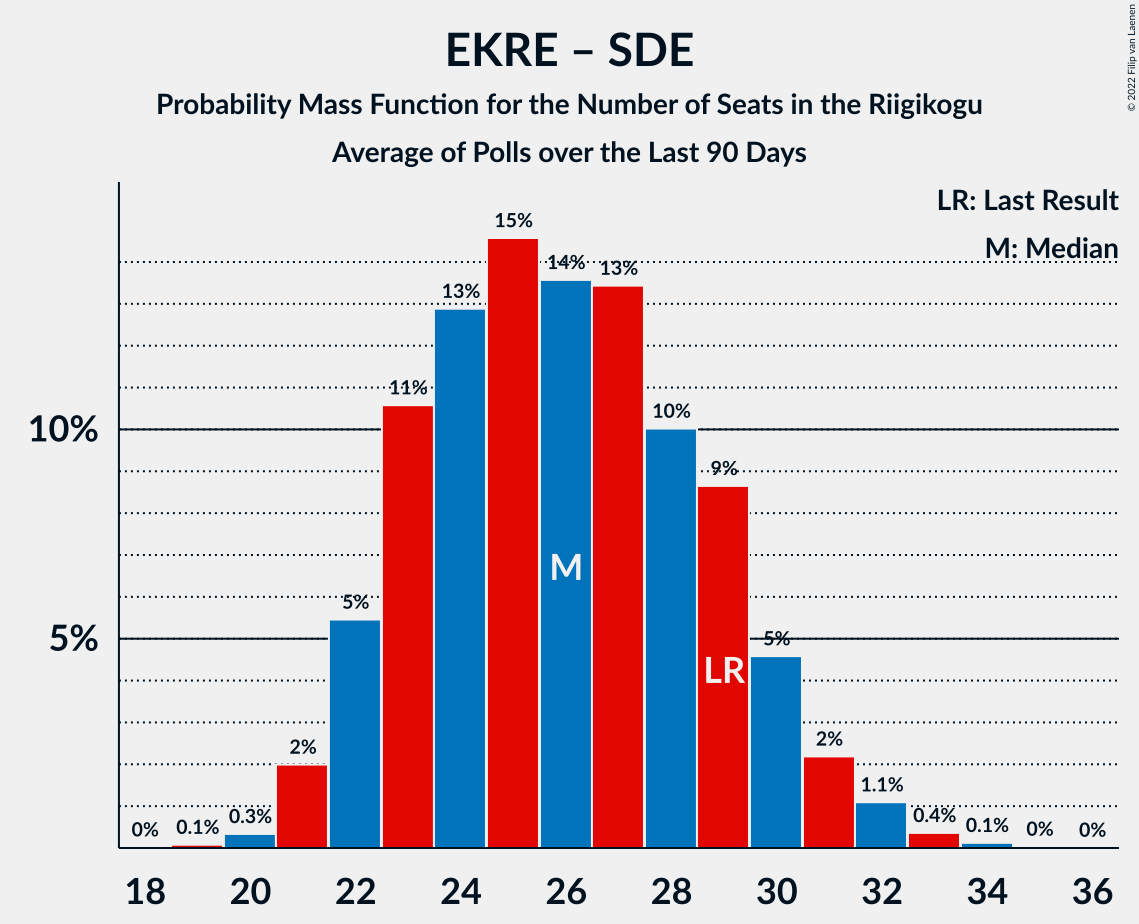 EKRE – SDE
Probability Mass Function for the Number of Seats in the Riigikogu
Average of Polls over the Last 90 Days
© 2022 Filip van Laenen
LR: Last Result
M: Median
15%
14%
13%
13%
11%
10%
10%
9%
M
5%
5%
5%
LR
2%
2%
1.1%
0%
0.1%
0.3%
0.4%
0.1%
0%
0%
18 20 22 24 26 28 30 32 34 36